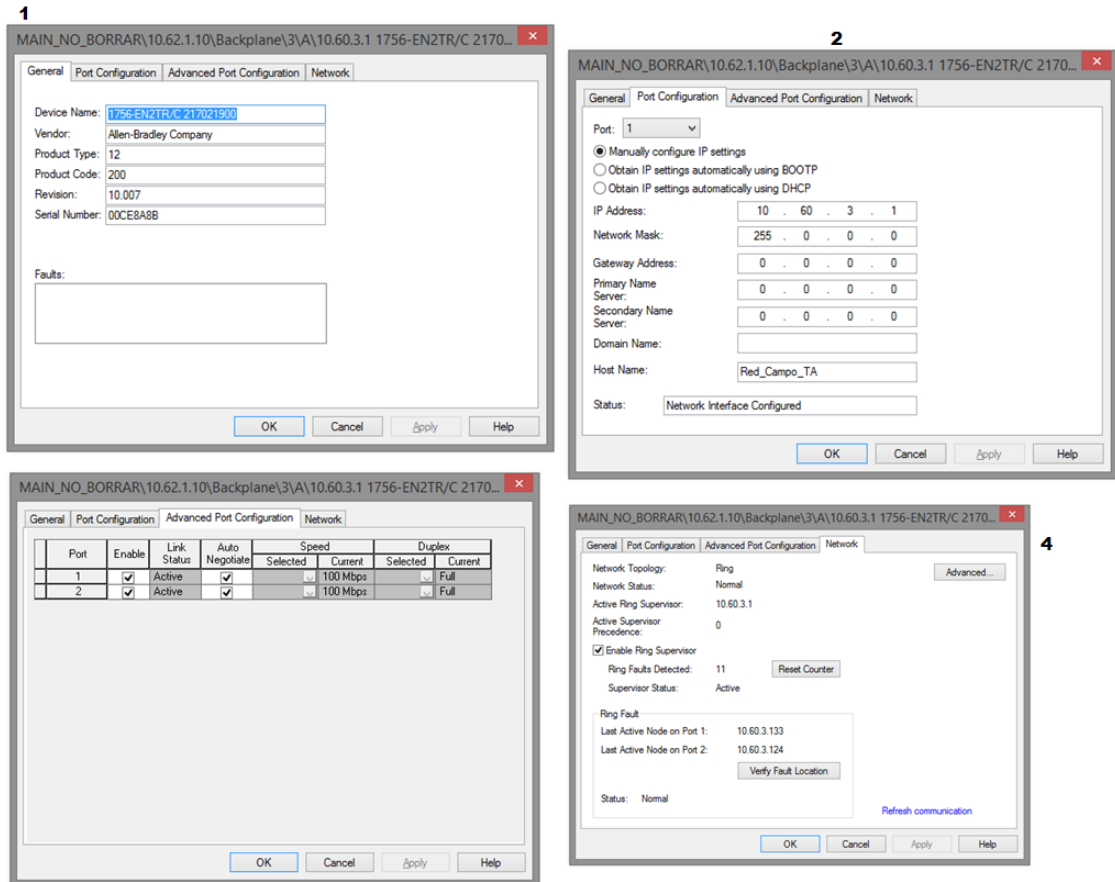 1
MAIN_NO_BORRAR\10.62.1.10\Backplane\3\A\10.60.3.1 1756-EN2TR/C 2170...
General Port Configuration Advanced Port Configuration Network
Device Name: 1756-EN2TR/C 217021900
Vendor: Allen-Bradley Company
Product Type: 12
Product Code: 200
Revision: 10.007
Serial Number: 00CE8A8B
Faults:
OK Cancel Apply Help
2
MAIN_NO_BORRAR\10.62.1.10\Backplane\3\A\10.60.3.1 1756-EN2TR/C 2170...
General Port Configuration Advanced Port Configuration Network
Port: 1
Manually configure IP settings
Obtain IP settings automatically using BOOTP
Obtain IP settings automatically using DHCP
IP Address: 10 . 60 . 3 . 1
Network Mask: 255 . 0 . 0 . 0
Gateway Address: 0 . 0 . 0 . 0
Primary Name
Server: 0 . 0 . 0 . 0
Secondary Name
Server: 0 . 0 . 0 . 0
Domain Name:
Host Name: Red_Campo_TA
Status: Network Interface Configured
OK Cancel Apply Help
MAIN_NO_BORRAR\10.62.1.10\Backplane\3\A\10.60.3.1 1756-EN2TR/C 2170...
General Port Configuration Advanced Port Configuration Network
Port Enable Link Status Auto Negotiate Speed Duplex
Selected Current Selected Current
1 Active 100 Mbps Full
2 Active 100 Mbps Full
OK Cancel Apply Help
4
MAIN_NO_BORRAR\10.62.1.10\Backplane\3\A\10.60.3.1 1756-EN2TR/C 2170...
General Port Configuration Advanced Port Configuration Network
Network Topology: Ring Advanced...
Network Status: Normal
Active Ring Supervisor: 10.60.3.1
Active Supervisor
Precedence: 0
Enable Ring Supervisor
Ring Faults Detected: 11 Reset Counter
Supervisor Status: Active
Ring Fault
Last Active Node on Port 1: 10.60.3.133
Last Active Node on Port 2: 10.60.3.124
Verify Fault Location
Status: Normal
Refresh communication
OK Cancel Apply Help